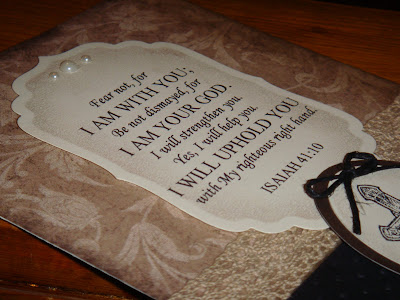 Fear not, for
I AM WITH YOU;
Be not dismayed, for
I AM YOUR GOD.
I will strengthen you,
Yes, I will help you.
I WILL UPHOLD YOU
with My righteous right hand.
ISAIAH 41:10